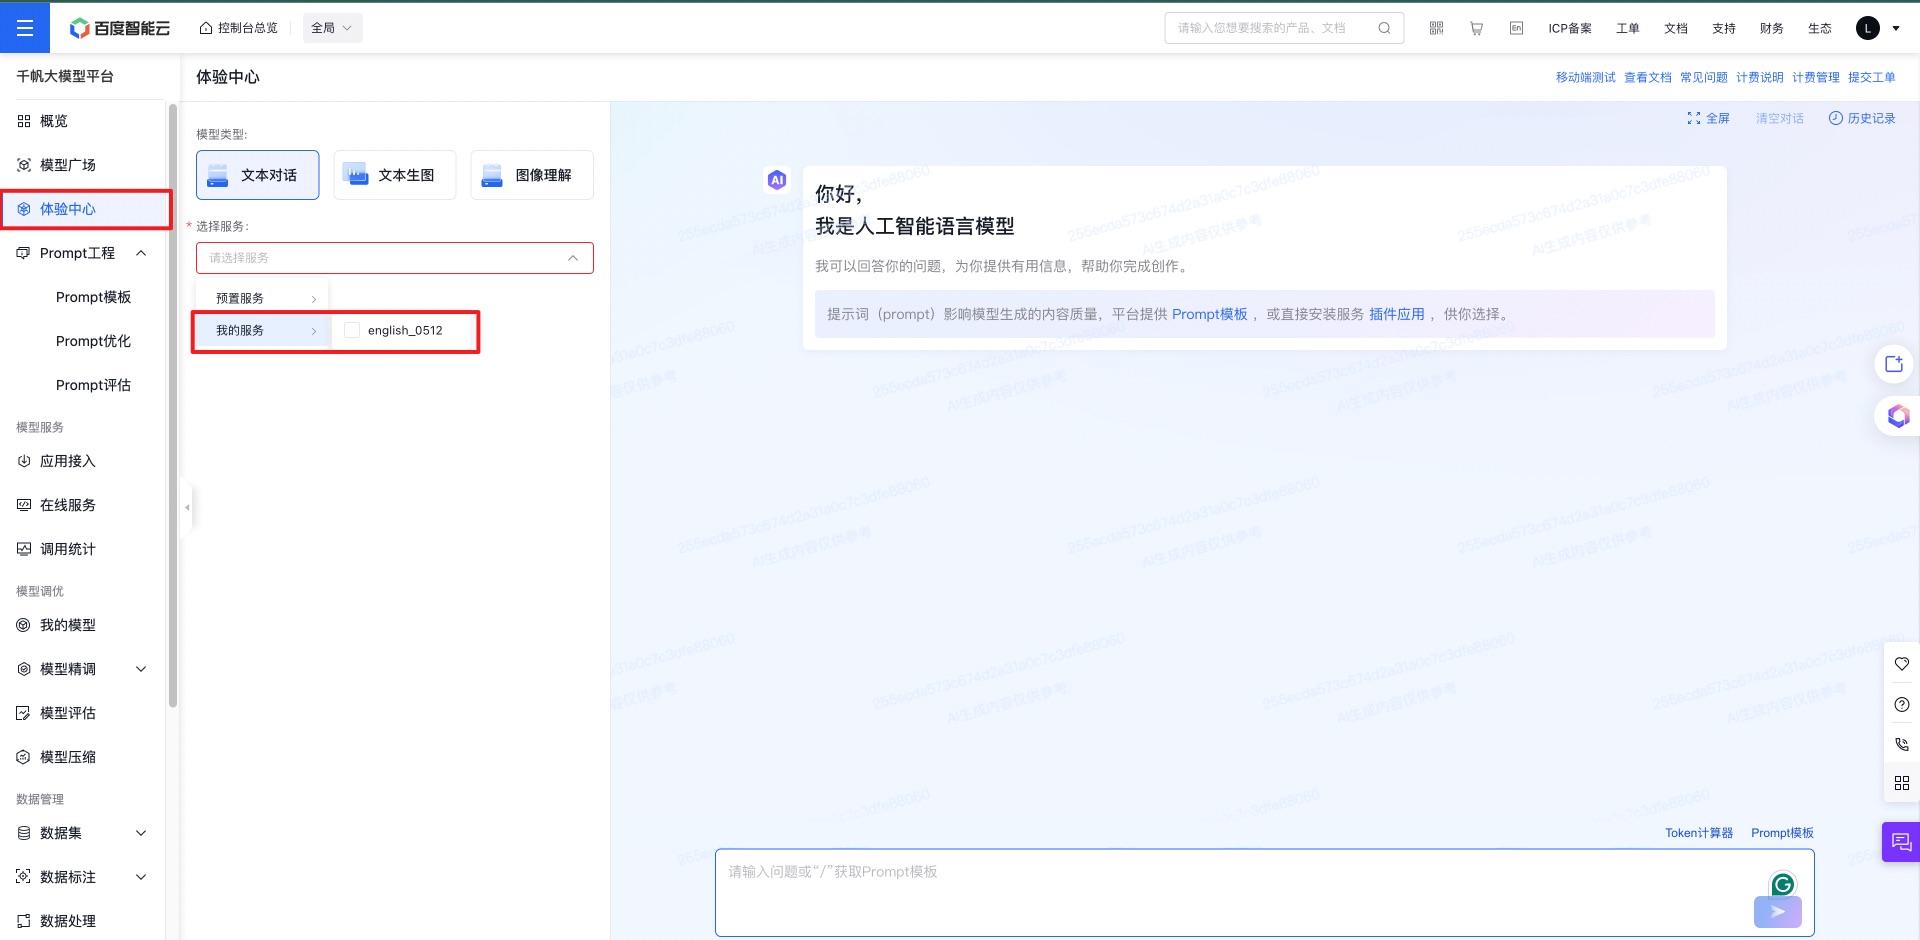 百度智能云
控制台总览
全局
请输入您想要搜索的产品、文档
En
ICP备案
工单
文档
支持
财务
生态
L
千帆大模型平台
概览
模型广场
体验中心
Prompt工程
Prompt模板
Prompt优化
Prompt评估
模型服务
应用接入
在线服务
调用统计
模型调优
我的模型
模型精调
模型评估
模型压缩
数据管理
数据集
数据标注
数据处理
体验中心
移动端测试 查看文档 常见问题 计费说明 计费管理 提交工单
模型类型:
文本对话
文本生图
图像理解
* 选择服务:
请选择服务
预置服务
我的服务
english_0512
全屏
清空对话
历史记录
AI
你好,
我是人工智能语言模型
我可以回答你的问题，为你提供有用信息，帮助你完成创作。
提示词（prompt）影响模型生成的内容质量，平台提供 Prompt模板 ，或直接安装服务 插件应用 ，供你选择。
255ecda573c674d2a31a0c7c3dfe88060
AI生成内容仅供参考
Token计算器
Prompt模板
请输入问题或“/”获取Prompt模板